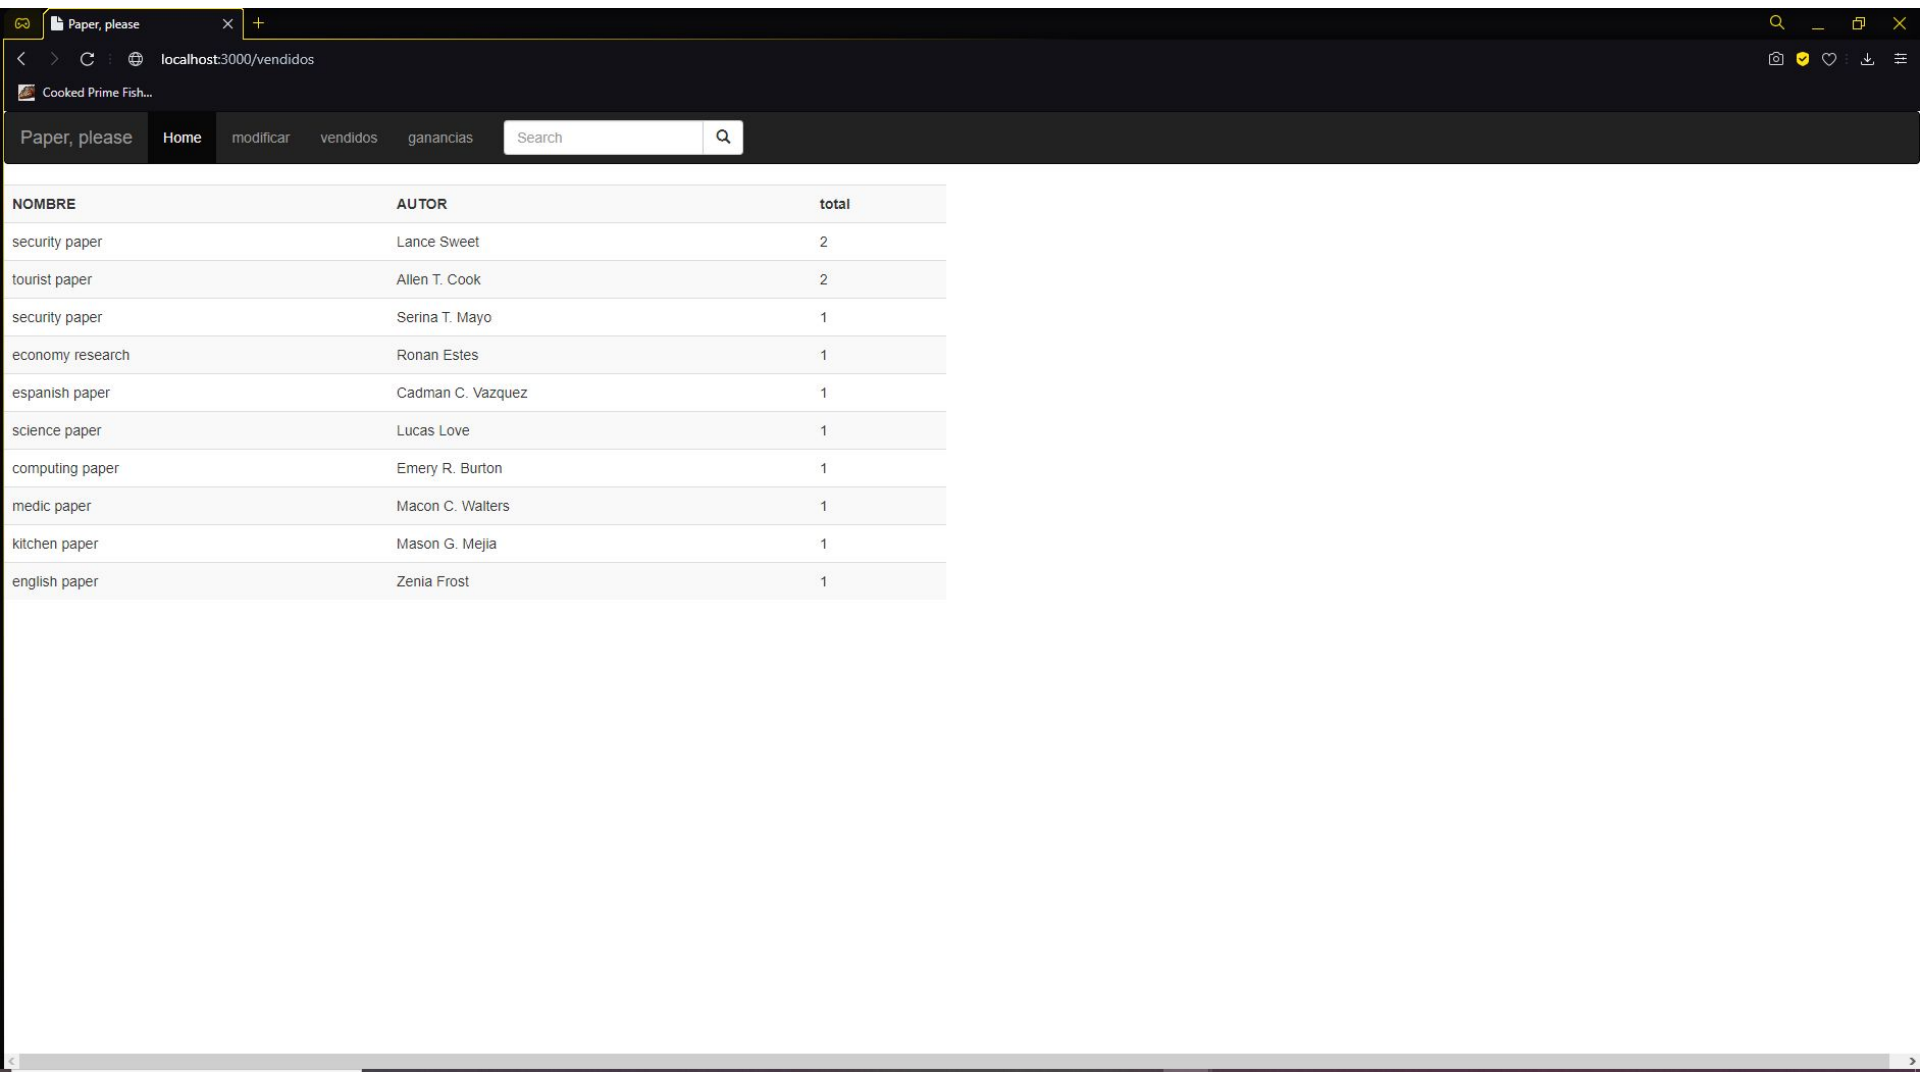 Paper, please
localhost:3000/vendidos
Cooked Prime Fish...
Paper, please Home modificar vendidos ganancias Search
NOMBRE AUTOR total
security paper Lance Sweet 2
tourist paper Allen T. Cook 2
security paper Serina T. Mayo 1
economy research Ronan Estes 1
espanish paper Cadman C. Vazquez 1
science paper Lucas Love 1
computing paper Emery R. Burton 1
medic paper Macon C. Walters 1
kitchen paper Mason G. Mejia 1
english paper Zenia Frost 1